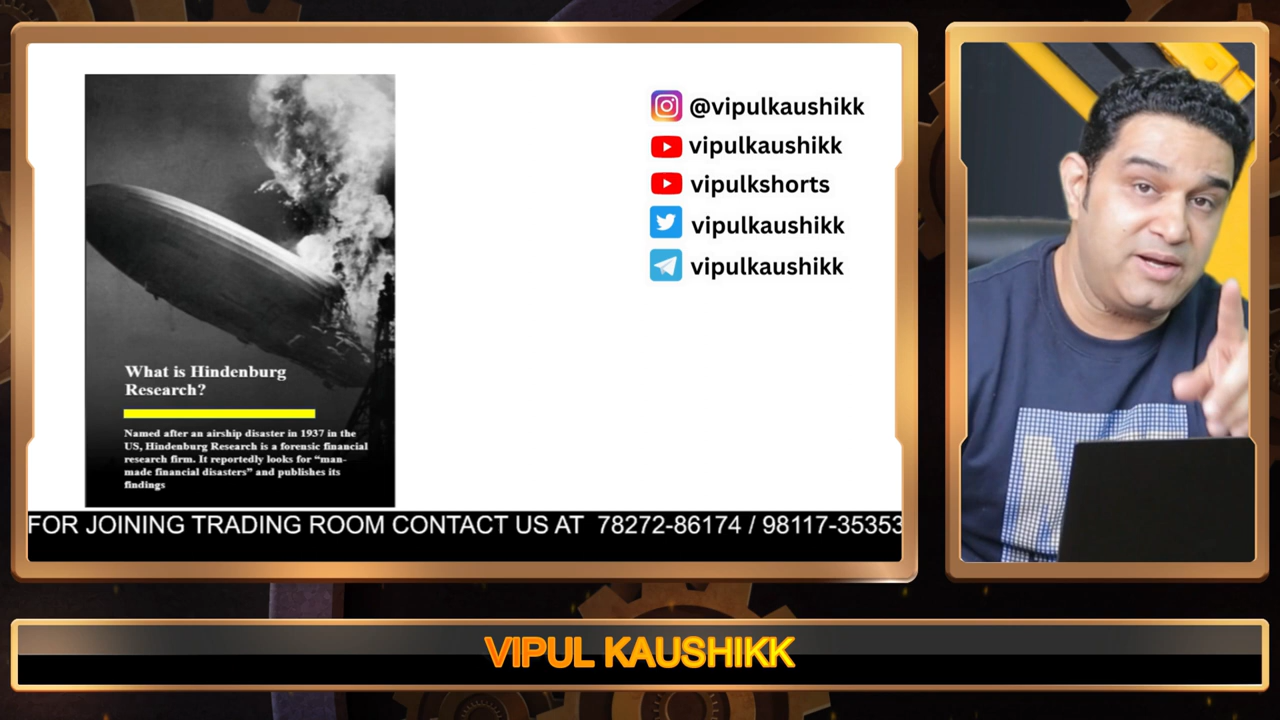 What is Hindenburg
Research?
Named after an airship disaster in 1937 in the
US, Hindenburg Research is a forensic financial
research firm. It reportedly looks for “man-
made financial disasters” and publishes its
findings
@vipulkaushikk
vipulkaushikk
vipulkshorts
vipulkaushikk
vipulkaushikk
FOR JOINING TRADING ROOM CONTACT US AT 78272-86174 / 98117-35353
VIPUL KAUSHIKK